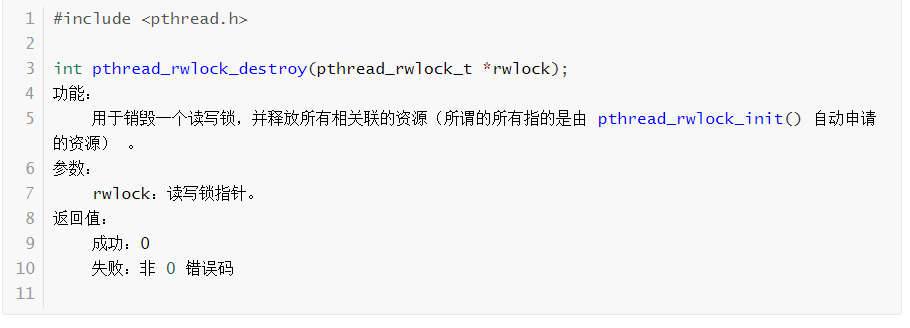 1 #include <pthread.h>
2
3 int pthread_rwlock_destroy(pthread_rwlock_t *rwlock);
4 功能：
5 用于销毁一个读写锁，并释放所有相关联的资源（所谓的所有指的是由 pthread_rwlock_init() 自动申请
的资源） 。
6 参数：
7 rwlock：读写锁指针。
8 返回值：
9 成功：0
10 失败：非 0 错误码
11